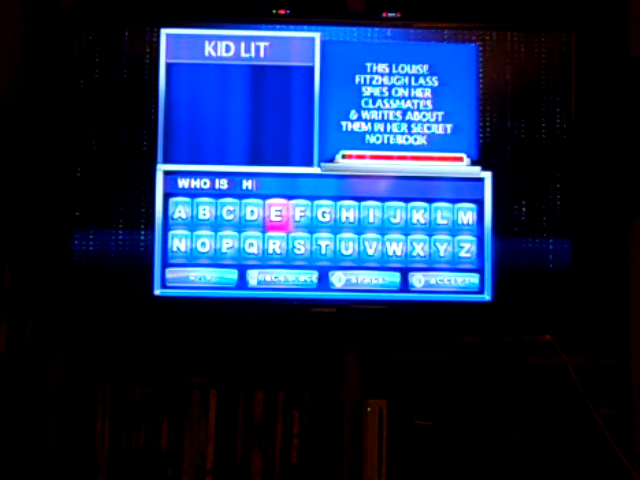 KID LIT
THIS LOUISE
FITZHUGH LASS
SPIES ON HER
CLASSMATES
& WRITES ABOUT
THEM IN HER SECRET
NOTEBOOK
WHO IS H
A B C D E F G H I J K L M
N O P Q R S T U V W X Y Z
SPACE
ACCEPT